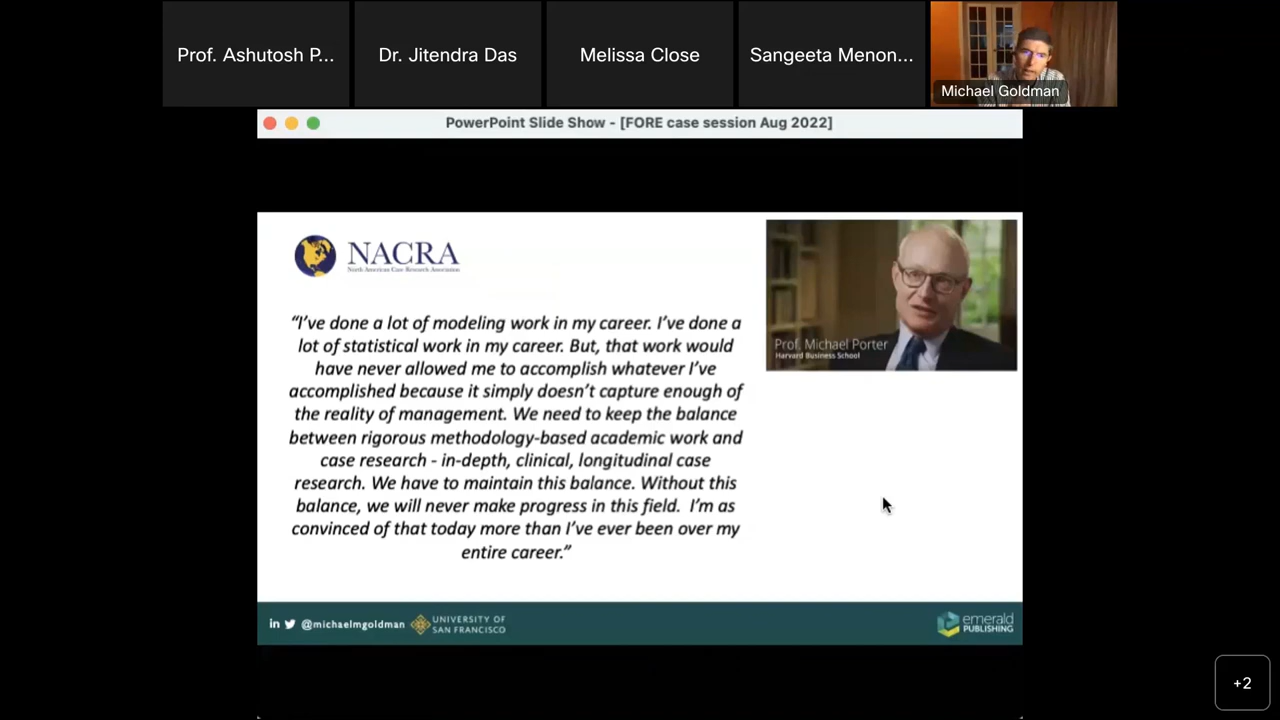 Prof. Ashutosh P...
Dr. Jitendra Das
Melissa Close
Sangeeta Menon...
Michael Goldman
PowerPoint Slide Show - [FORE case session Aug 2022]
NACRA
North American Case Research Association
Prof. Michael Porter
Harvard Business School
“I’ve done a lot of modeling work in my career. I’ve done a
lot of statistical work in my career. But, that work would
have never allowed me to accomplish whatever I’ve
accomplished because it simply doesn’t capture enough of
the reality of management. We need to keep the balance
between rigorous methodology-based academic work and
case research - in-depth, clinical, longitudinal case
research. We have to maintain this balance. Without this
balance, we will never make progress in this field.  I’m as
convinced of that today more than I’ve ever been over my
entire career.”
in @michaelmgoldman
UNIVERSITY OF
SAN FRANCISCO
emerald
PUBLISHING
+2